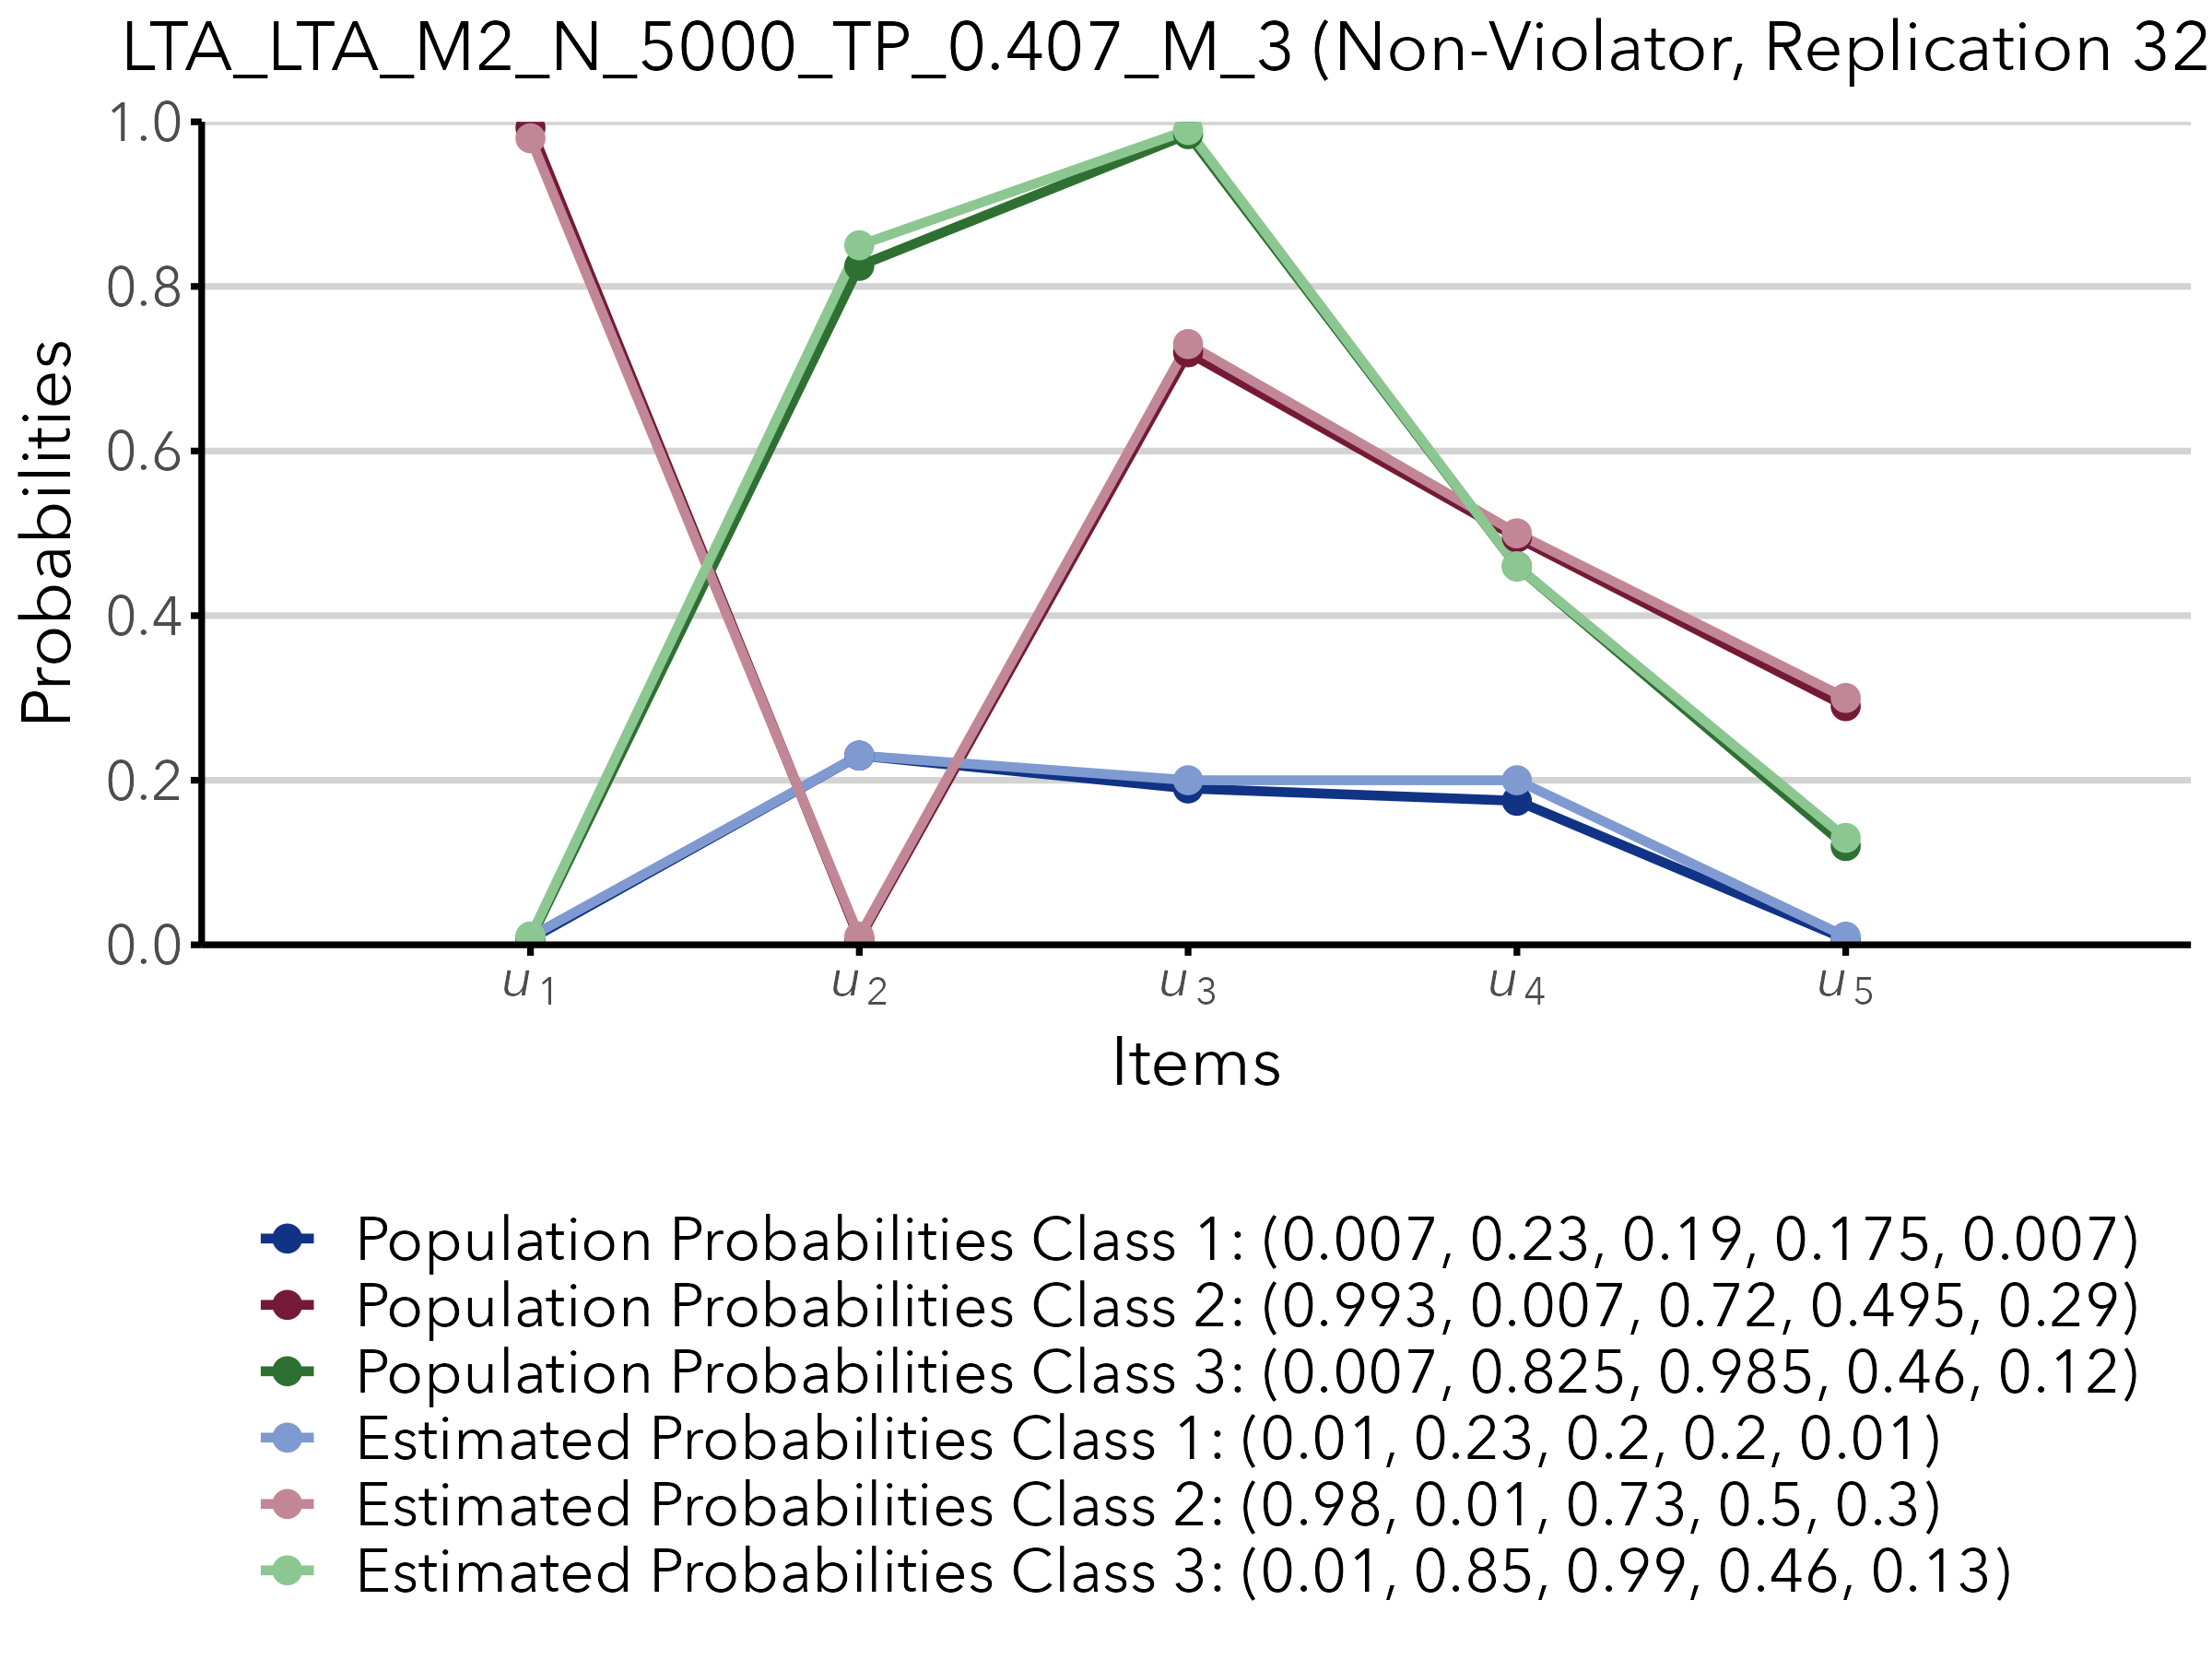 LTA_LTA_M2_N_5000_TP_0.407_M_3 (Non-Violator, Replication 32
Probabilities
1.0
0.8
0.6
0.4
0.2
0.0
u1 u2 u3 u4 u5
Items
Population Probabilities Class 1: (0.007, 0.23, 0.19, 0.175, 0.007)
Population Probabilities Class 2: (0.993, 0.007, 0.72, 0.495, 0.29)
Population Probabilities Class 3: (0.007, 0.825, 0.985, 0.46, 0.12)
Estimated Probabilities Class 1: (0.01, 0.23, 0.2, 0.2, 0.01)
Estimated Probabilities Class 2: (0.98, 0.01, 0.73, 0.5, 0.3)
Estimated Probabilities Class 3: (0.01, 0.85, 0.99, 0.46, 0.13)